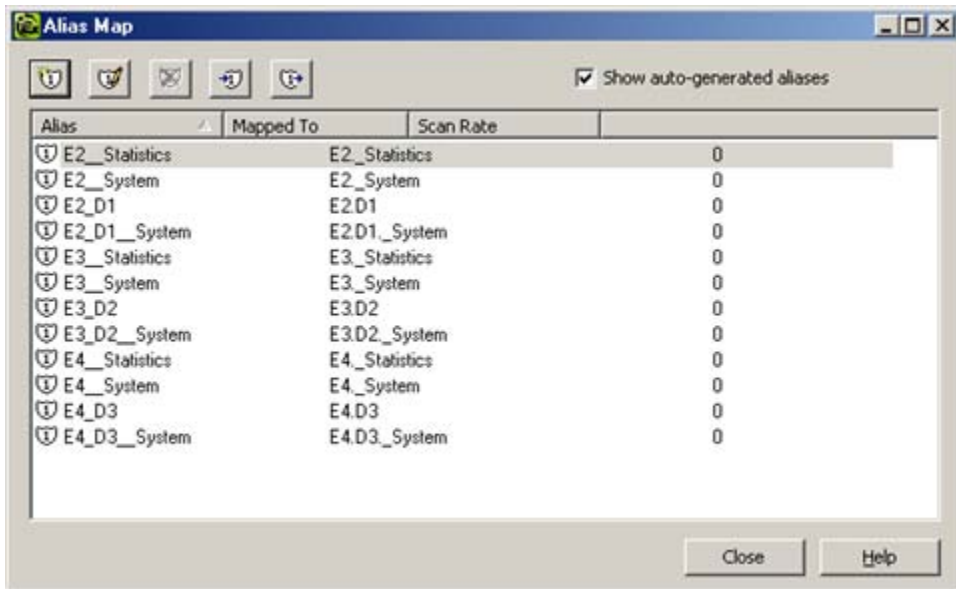 Alias Map
Show auto-generated aliases
Alias Mapped To Scan Rate
E2__Statistics E2._Statistics 0
E2__System E2._System 0
E2_D1 E2.D1 0
E2_D1__System E2.D1._System 0
E3__Statistics E3._Statistics 0
E3__System E3._System 0
E3_D2 E3.D2 0
E3_D2__System E3.D2._System 0
E4__Statistics E4._Statistics 0
E4__System E4._System 0
E4_D3 E4.D3 0
E4_D3__System E4.D3._System 0
Close Help